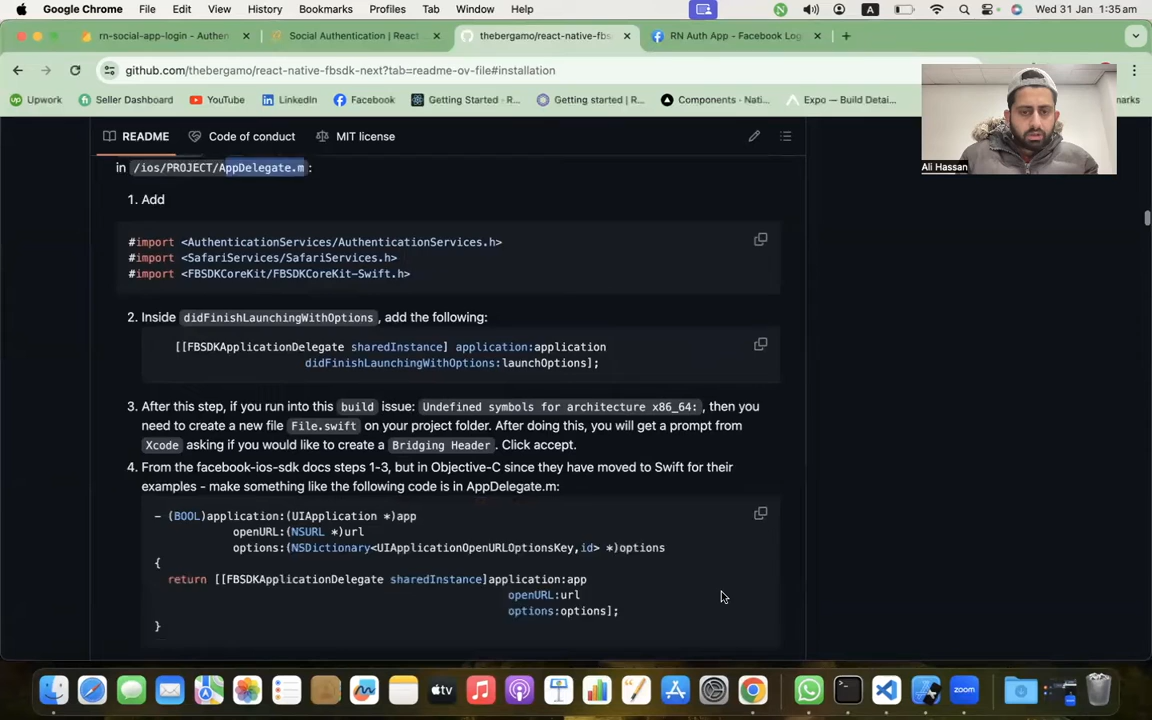 Chrome File Edit View History Bookmarks Profiles Tab Window Help
A
Wed 31 Jan 1:35 am
rn-social-app-login - Authen
Social Authentication | React
thebergamo/react-native-fbs
RN Auth App - Facebook Log
github.com/thebergamo/react-native-fbsdk-next?tab=readme-ov-file#installation
Upwork
Seller Dashboard
YouTube
LinkedIn
Facebook
Getting Started - R...
Getting started | R...
Components - Nati...
Expo — Build Detai...
marks
Ali Hassan
README
Code of conduct
MIT license
in /ios/PROJECT/AppDelegate.m :
1. Add
#import <AuthenticationServices/AuthenticationServices.h>
#import <SafariServices/SafariServices.h>
#import <FBSDKCoreKit/FBSDKCoreKit-Swift.h>
2. Inside didFinishLaunchingWithOptions , add the following:
[[FBSDKApplicationDelegate sharedInstance] application:application
didFinishLaunchingWithOptions:launchOptions];
3. After this step, if you run into this build issue: Undefined symbols for architecture x86_64: , then you
need to create a new file File.swift on your project folder. After doing this, you will get a prompt from
Xcode asking if you would like to create a Bridging Header . Click accept.
4. From the facebook-ios-sdk docs steps 1-3, but in Objective-C since they have moved to Swift for their
examples - make something like the following code is in AppDelegate.m:
- (BOOL)application:(UIApplication *)app
openURL:(NSURL *)url
options:(NSDictionary<UIApplicationOpenURLOptionsKey,id> *)options
{
return [[FBSDKApplicationDelegate sharedInstance]application:app
openURL:url
options:options];
}
tv
zoom